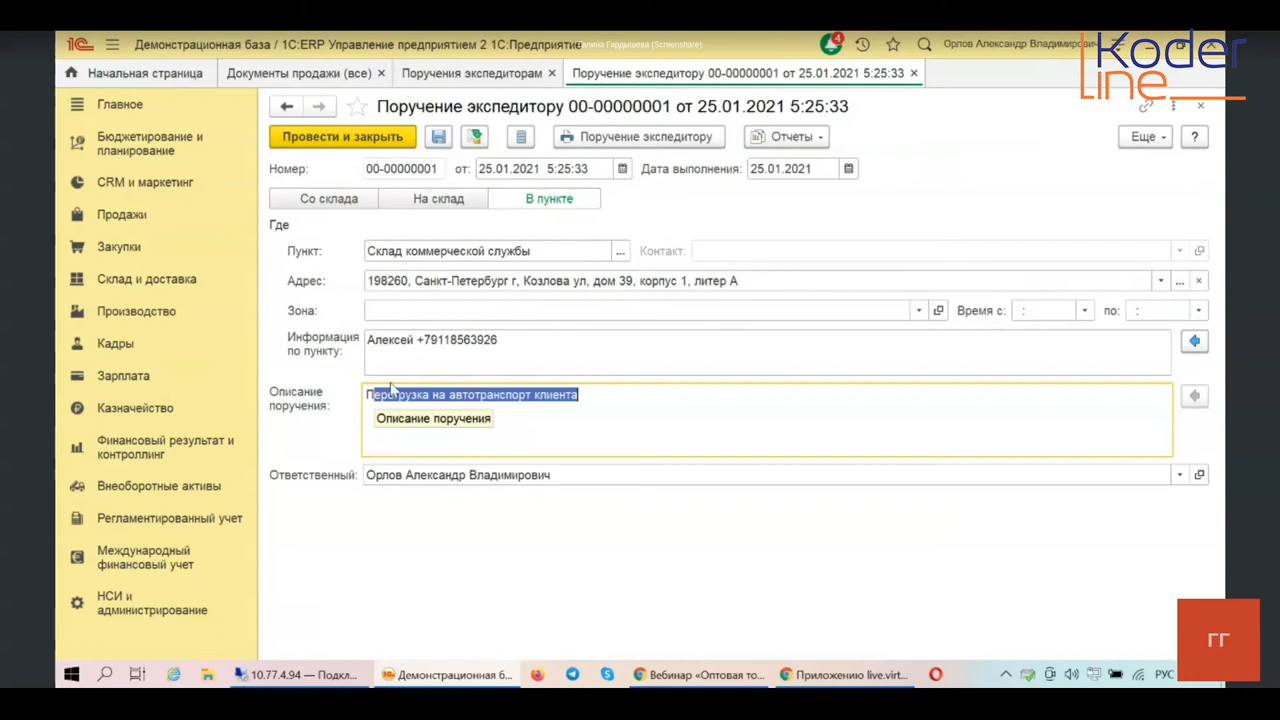 1С Демонстрационная база / 1С:ERP Управление предприятием 2 1С:Предприятие
Галина Гардышева (Screenshare)
4
Орлов Александр Владимирович
Koder
line
Начальная страница
Документы продажи (все) ×
Поручения экспедиторам ×
Поручение экспедитору 00-00000001 от 25.01.2021 5:25:33 ×
Главное
Бюджетирование и
планирование
CRM и маркетинг
Продажи
Закупки
Склад и доставка
Производство
Кадры
Зарплата
Казначейство
Финансовый результат и
контроллинг
Внеоборотные активы
Регламентированный учет
Международный
финансовый учет
НСИ и
администрирование
Поручение экспедитору 00-00000001 от 25.01.2021 5:25:33
Провести и закрыть
Поручение экспедитору
Отчеты
Еще
?
Номер: 00-00000001 от: 25.01.2021 5:25:33 Дата выполнения: 25.01.2021
Со склада
На склад
В пункте
Где
Пункт: Склад коммерческой службы ... Контакт:
Адрес: 198260, Санкт-Петербург г, Козлова ул, дом 39, корпус 1, литер А
Зона: Время с: : по: :
Информация
по пункту:
Алексей +79118563926
Описание
поручения:
Перегрузка на автотранспорт клиента
Описание поручения
Ответственный: Орлов Александр Владимирович
ГГ
10.77.4.94 — Подкл...
Демонстрационная б...
Вебинар «Оптовая то...
Приложению live.virt...
РУС